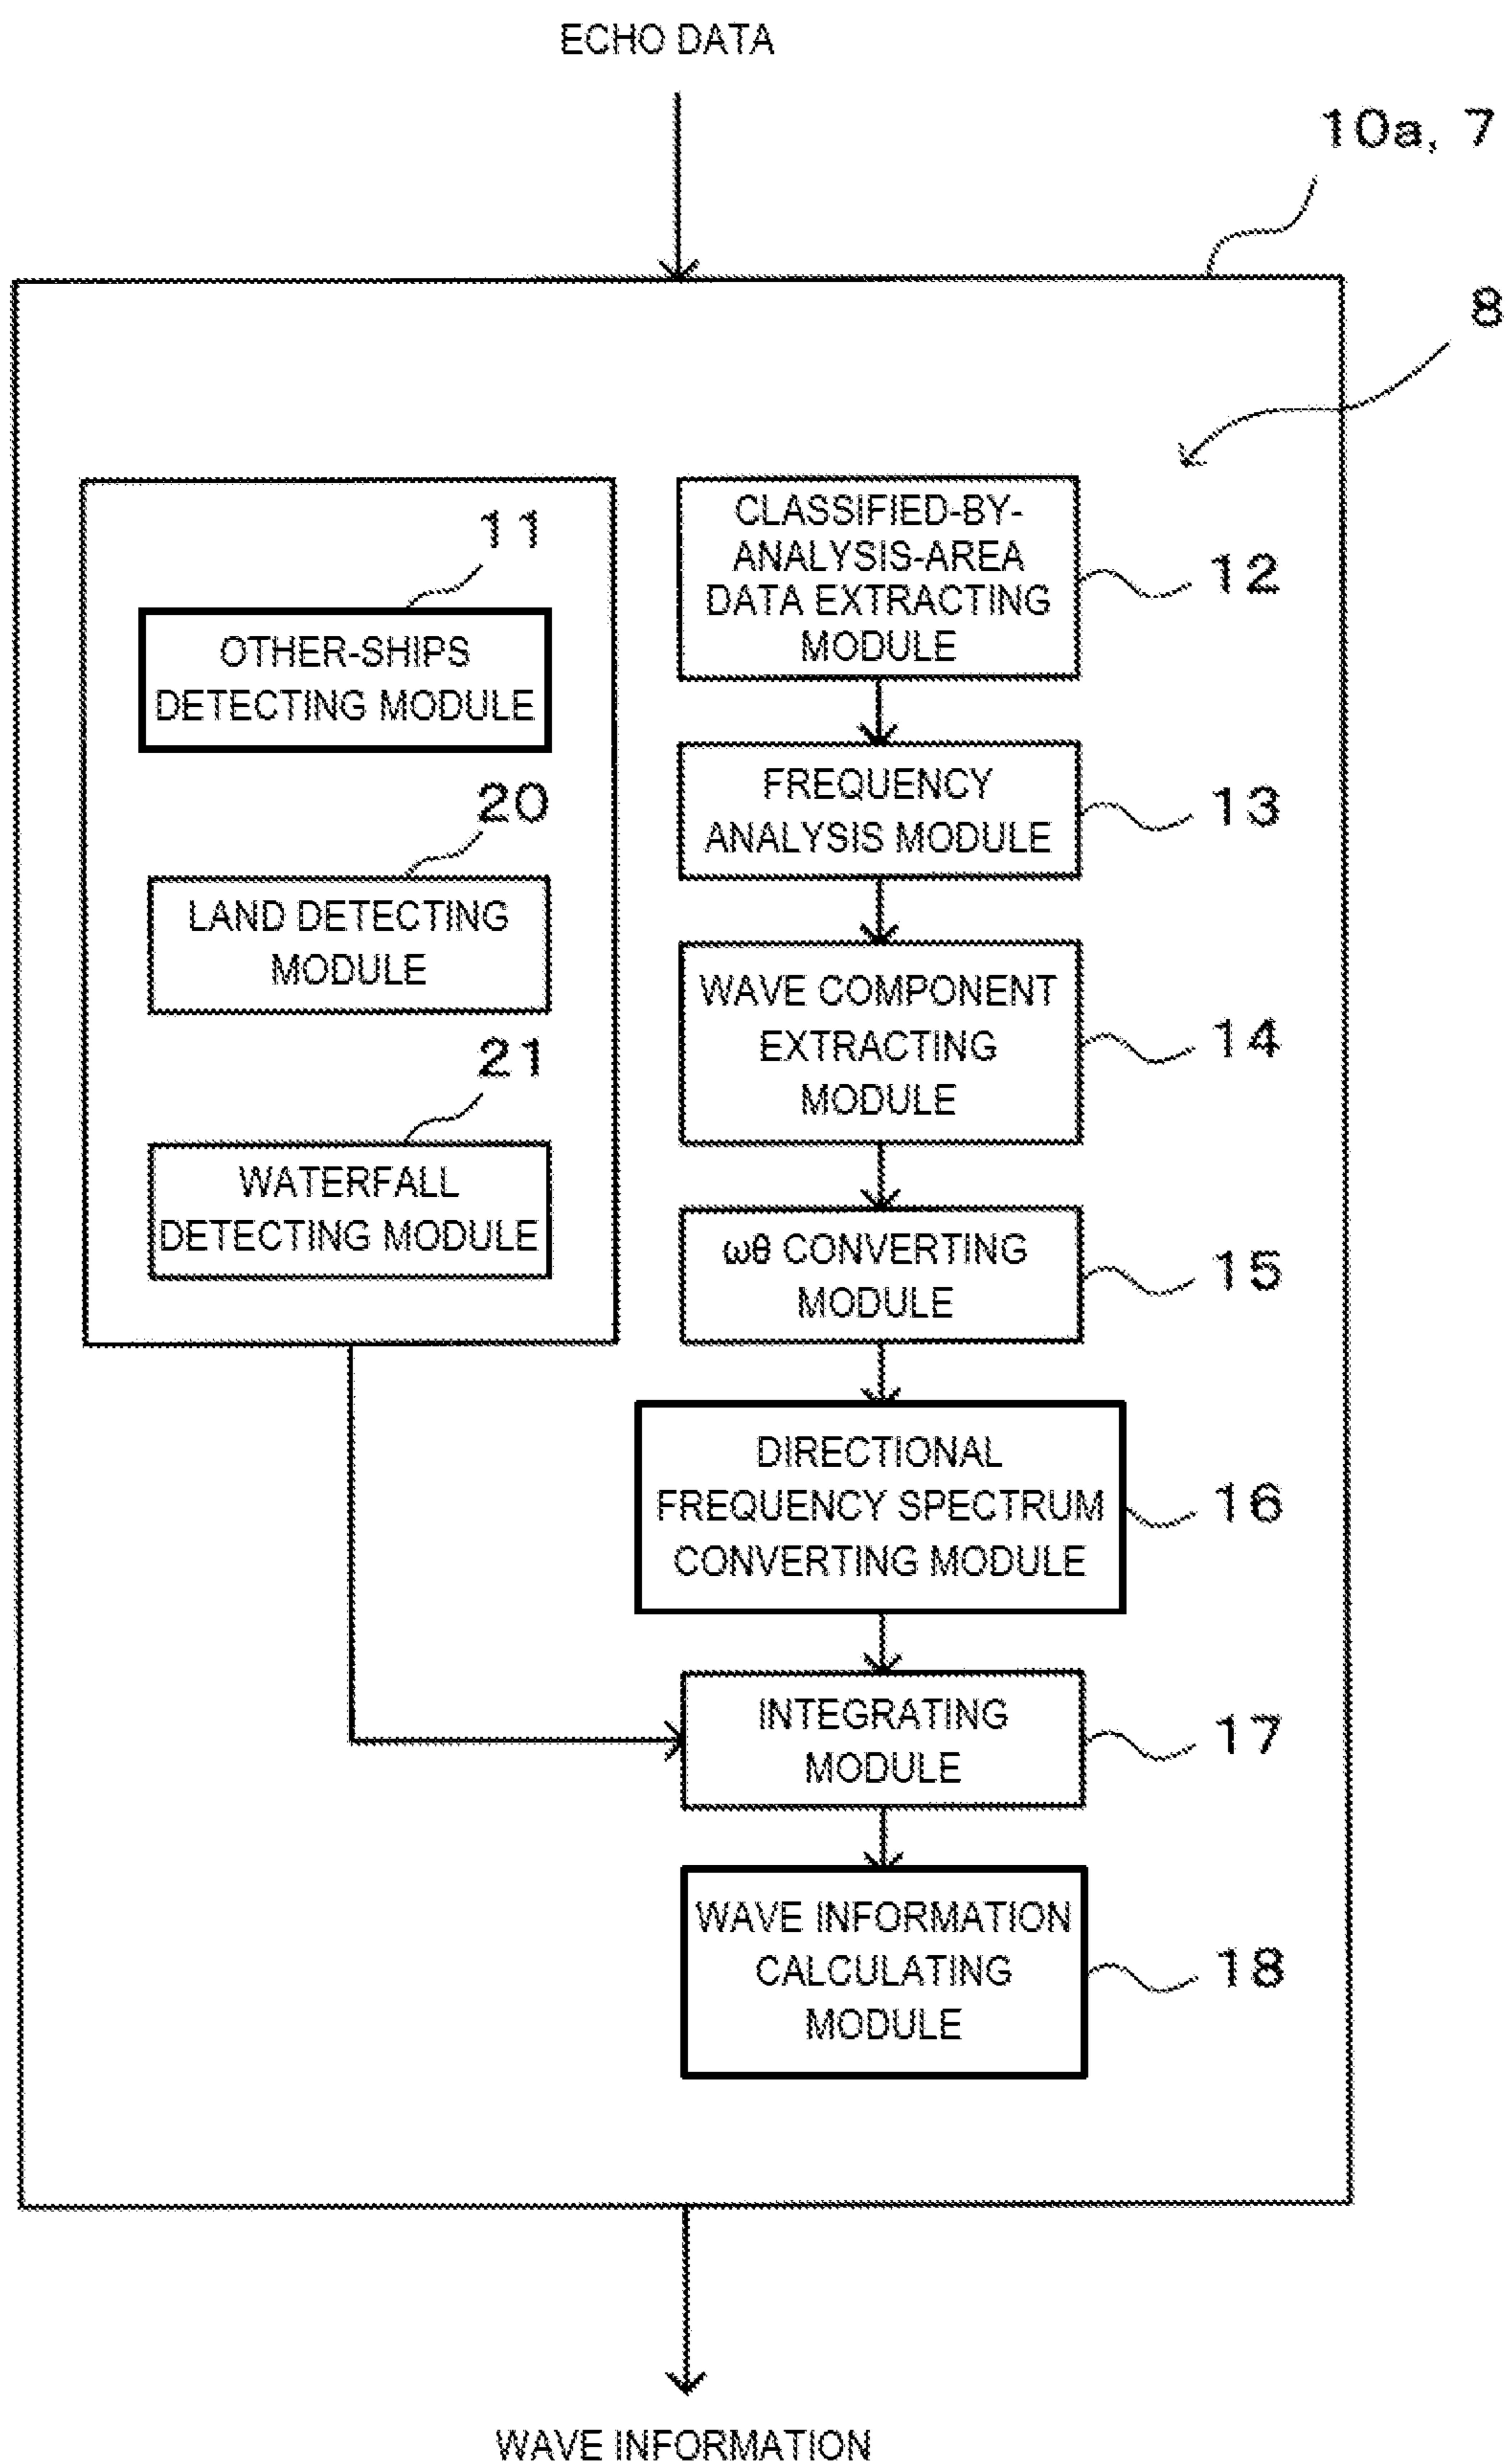 ECHO DATA
10a, 7
8
11
OTHER-SHIPS
DETECTING MODULE
20
LAND DETECTING
MODULE
21
WATERFALL
DETECTING MODULE
CLASSIFIED-BY-
ANALYSIS-AREA
DATA EXTRACTING
MODULE
12
FREQUENCY
ANALYSIS MODULE
13
WAVE COMPONENT
EXTRACTING
MODULE
14
ωθ CONVERTING
MODULE
15
DIRECTIONAL
FREQUENCY SPECTRUM
CONVERTING MODULE
16
INTEGRATING
MODULE
17
WAVE INFORMATION
CALCULATING
MODULE
18
WAVE INFORMATION